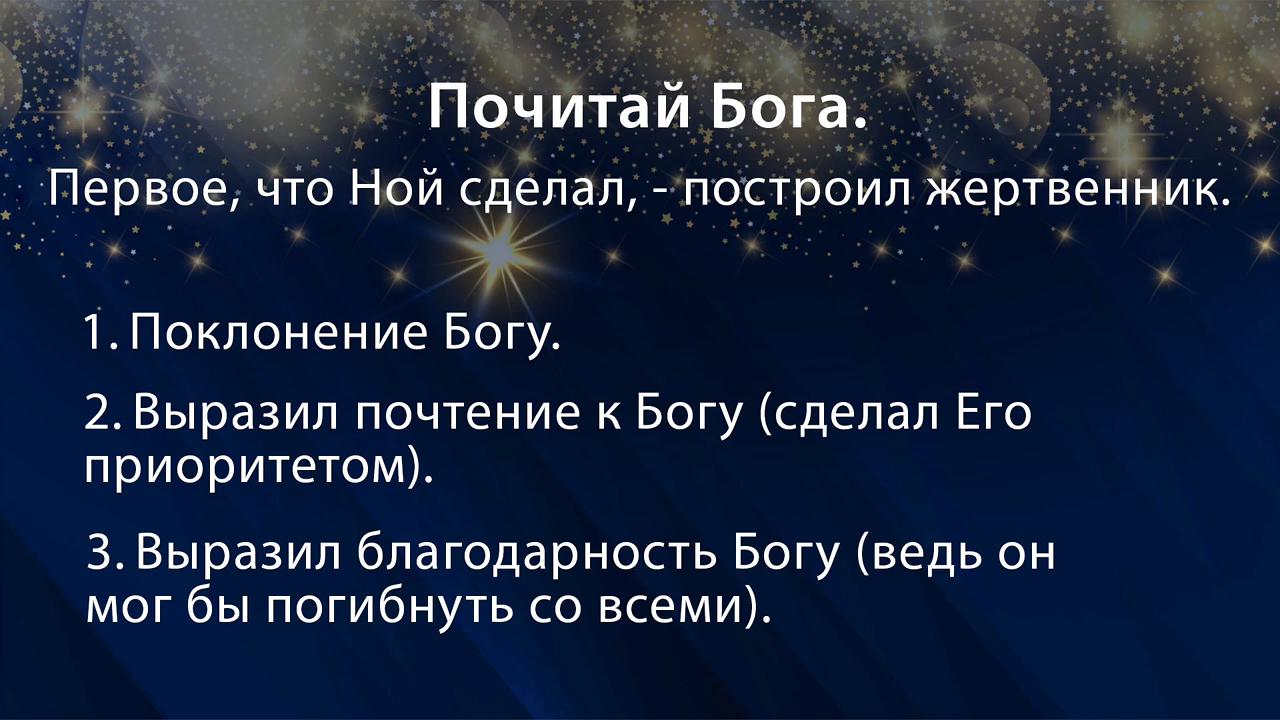 Почитай Бога.
Первое, что Ной сделал, - построил жертвенник.
1. Поклонение Богу.
2. Выразил почтение к Богу (сделал Его
приоритетом).
3. Выразил благодарность Богу (ведь он
мог бы погибнуть со всеми).